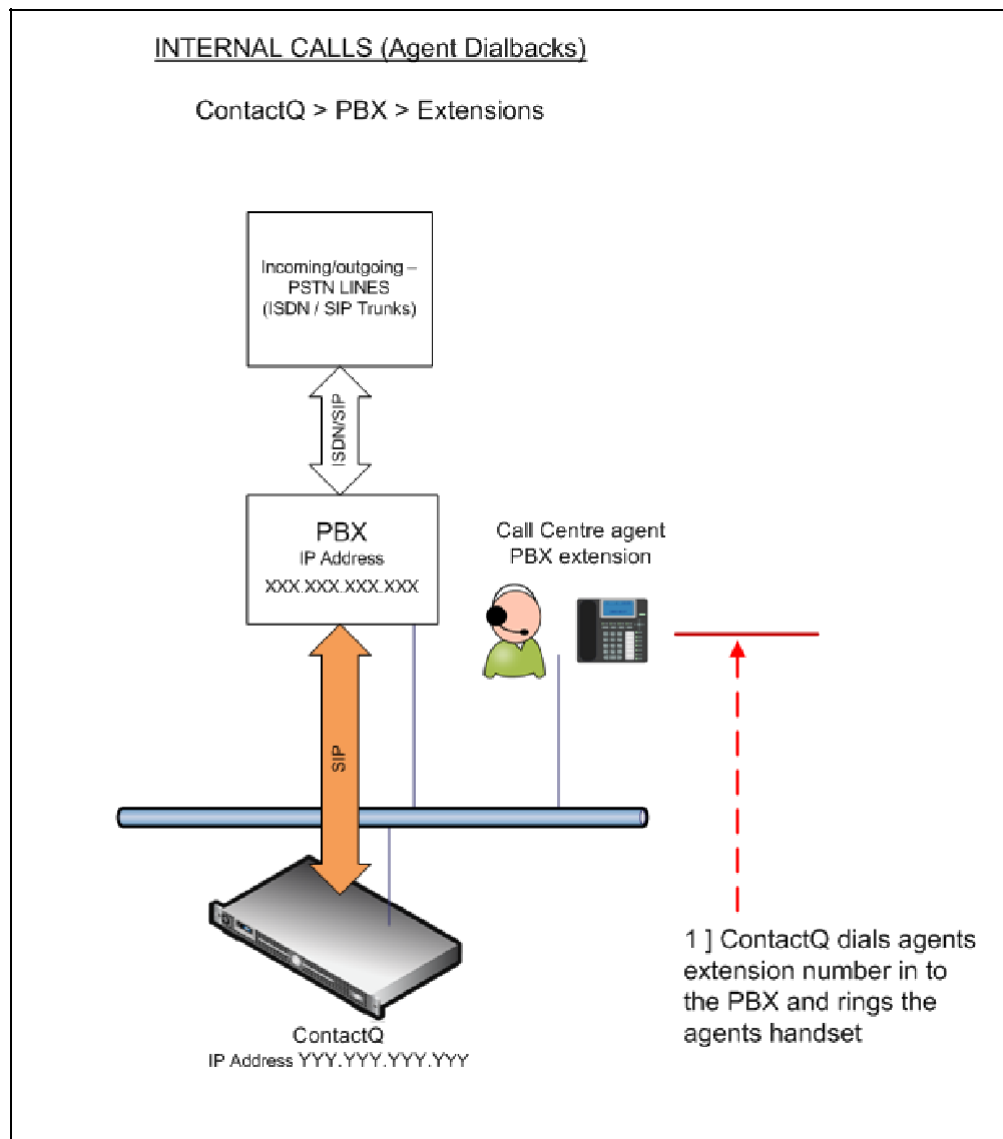 INTERNAL CALLS (Agent Dialbacks)
ContactQ > PBX > Extensions
Incoming/outgoing –
PSTN LINES
(ISDN / SIP Trunks)
ISDN/SIP
PBX
IP Address
XXX.XXX.XXX.XXX
Call Centre agent
PBX extension
SIP
1 ] ContactQ dials agents
extension number in to
the PBX and rings the
agents handset
ContactQ
IP Address YYY.YYY.YYY.YYY